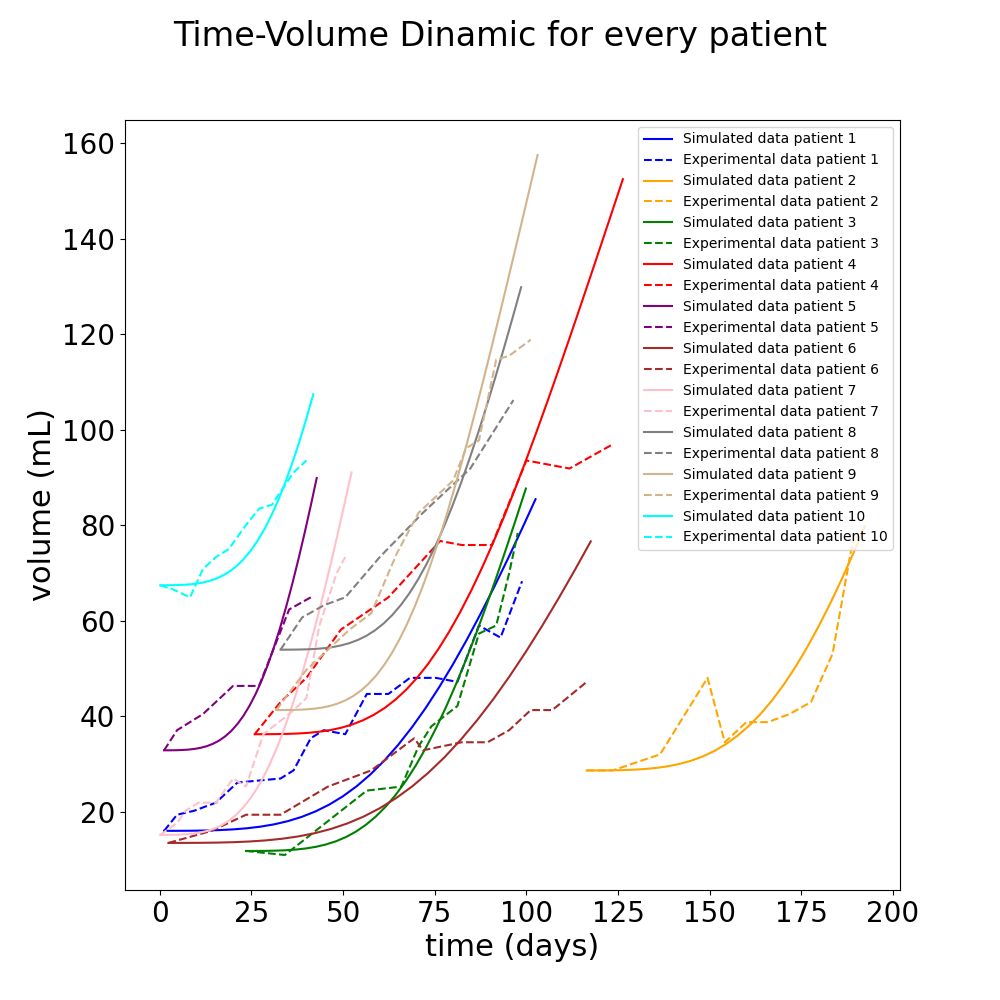 Time-Volume Dinamic for every patient
160
140
120
100
80
60
40
20
volume (mL)
0 25 50 75 100 125 150 175 200
time (days)
Simulated data patient 1
Experimental data patient 1
Simulated data patient 2
Experimental data patient 2
Simulated data patient 3
Experimental data patient 3
Simulated data patient 4
Experimental data patient 4
Simulated data patient 5
Experimental data patient 5
Simulated data patient 6
Experimental data patient 6
Simulated data patient 7
Experimental data patient 7
Simulated data patient 8
Experimental data patient 8
Simulated data patient 9
Experimental data patient 9
Simulated data patient 10
Experimental data patient 10